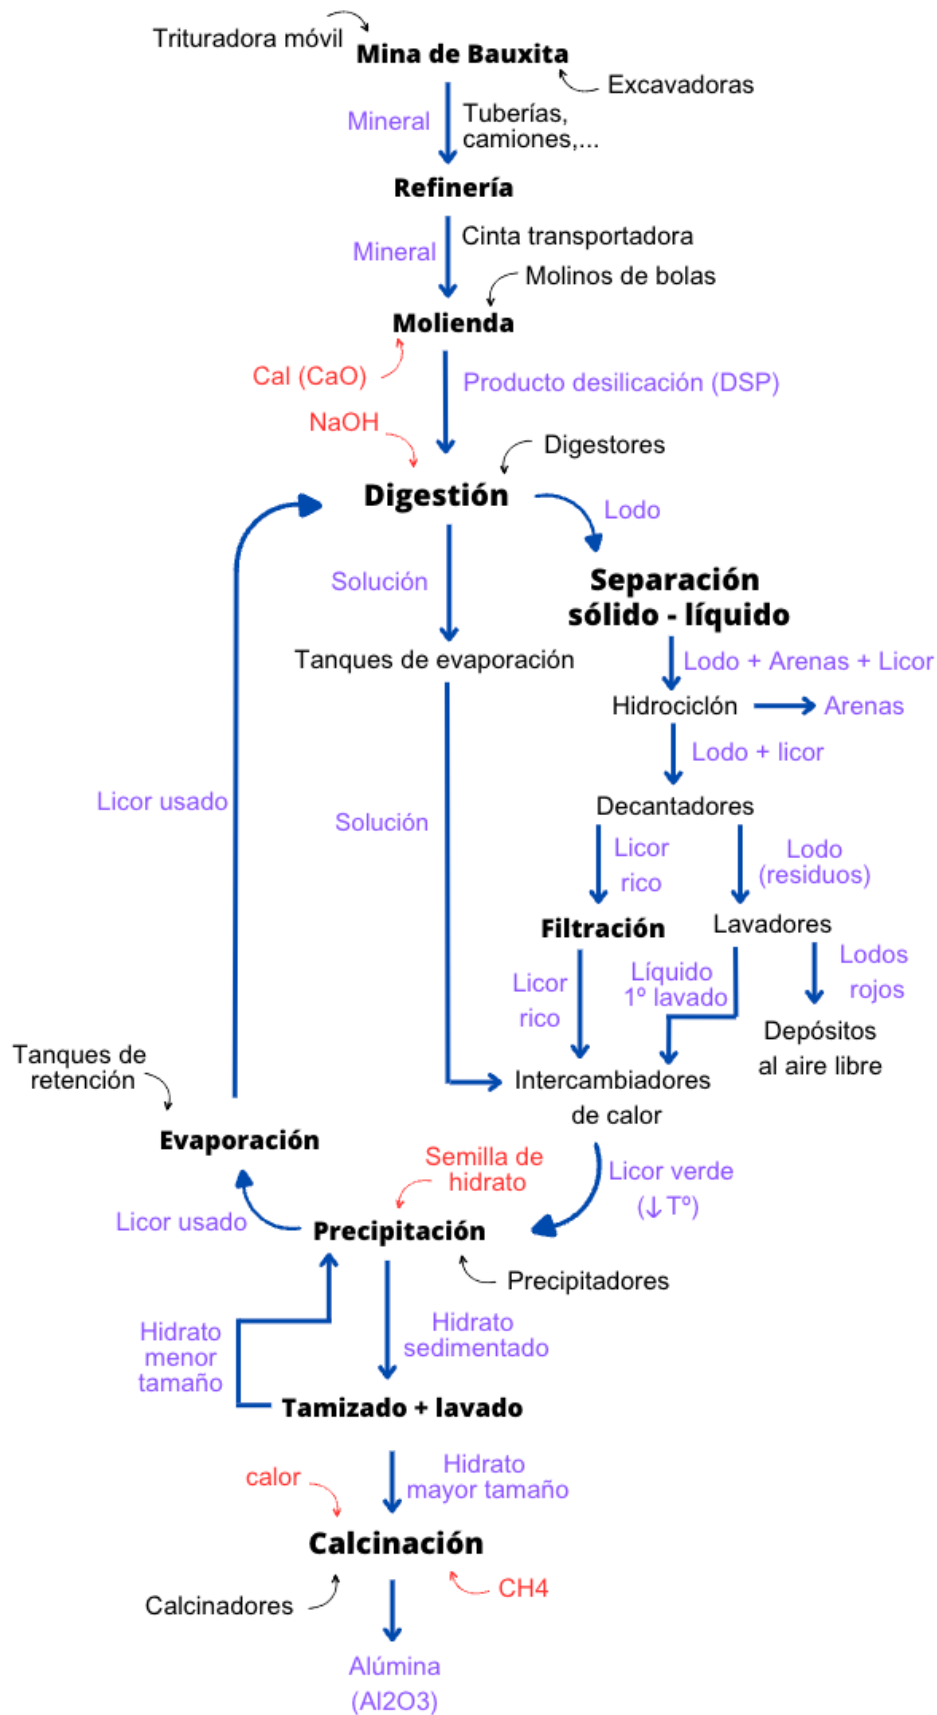 Trituradora móvil
Mina de Bauxita
Excavadoras
Mineral
Tuberías,
camiones,...
Refinería
Mineral
Cinta transportadora
Molinos de bolas
Molienda
Cal (CaO)
Producto desilicación (DSP)
NaOH
Digestores
Digestión
Lodo
Solución
Separación
sólido - líquido
Tanques de evaporación
Lodo + Arenas + Licor
Hidrociclón
Arenas
Lodo + licor
Licor usado
Solución
Decantadores
Licor
rico
Lodo
(residuos)
Filtración
Lavadores
Licor
rico
Líquido
1º lavado
Lodos
rojos
Depósitos
al aire libre
Tanques de
retención
Intercambiadores
de calor
Evaporación
Semilla de
hidrato
Licor verde
(↓ Tº)
Licor usado
Precipitación
Precipitadores
Hidrato
menor
tamaño
Hidrato
sedimentado
Tamizado + lavado
calor
Hidrato
mayor tamaño
Calcinación
Calcinadores
CH4
Alúmina
(Al2O3)